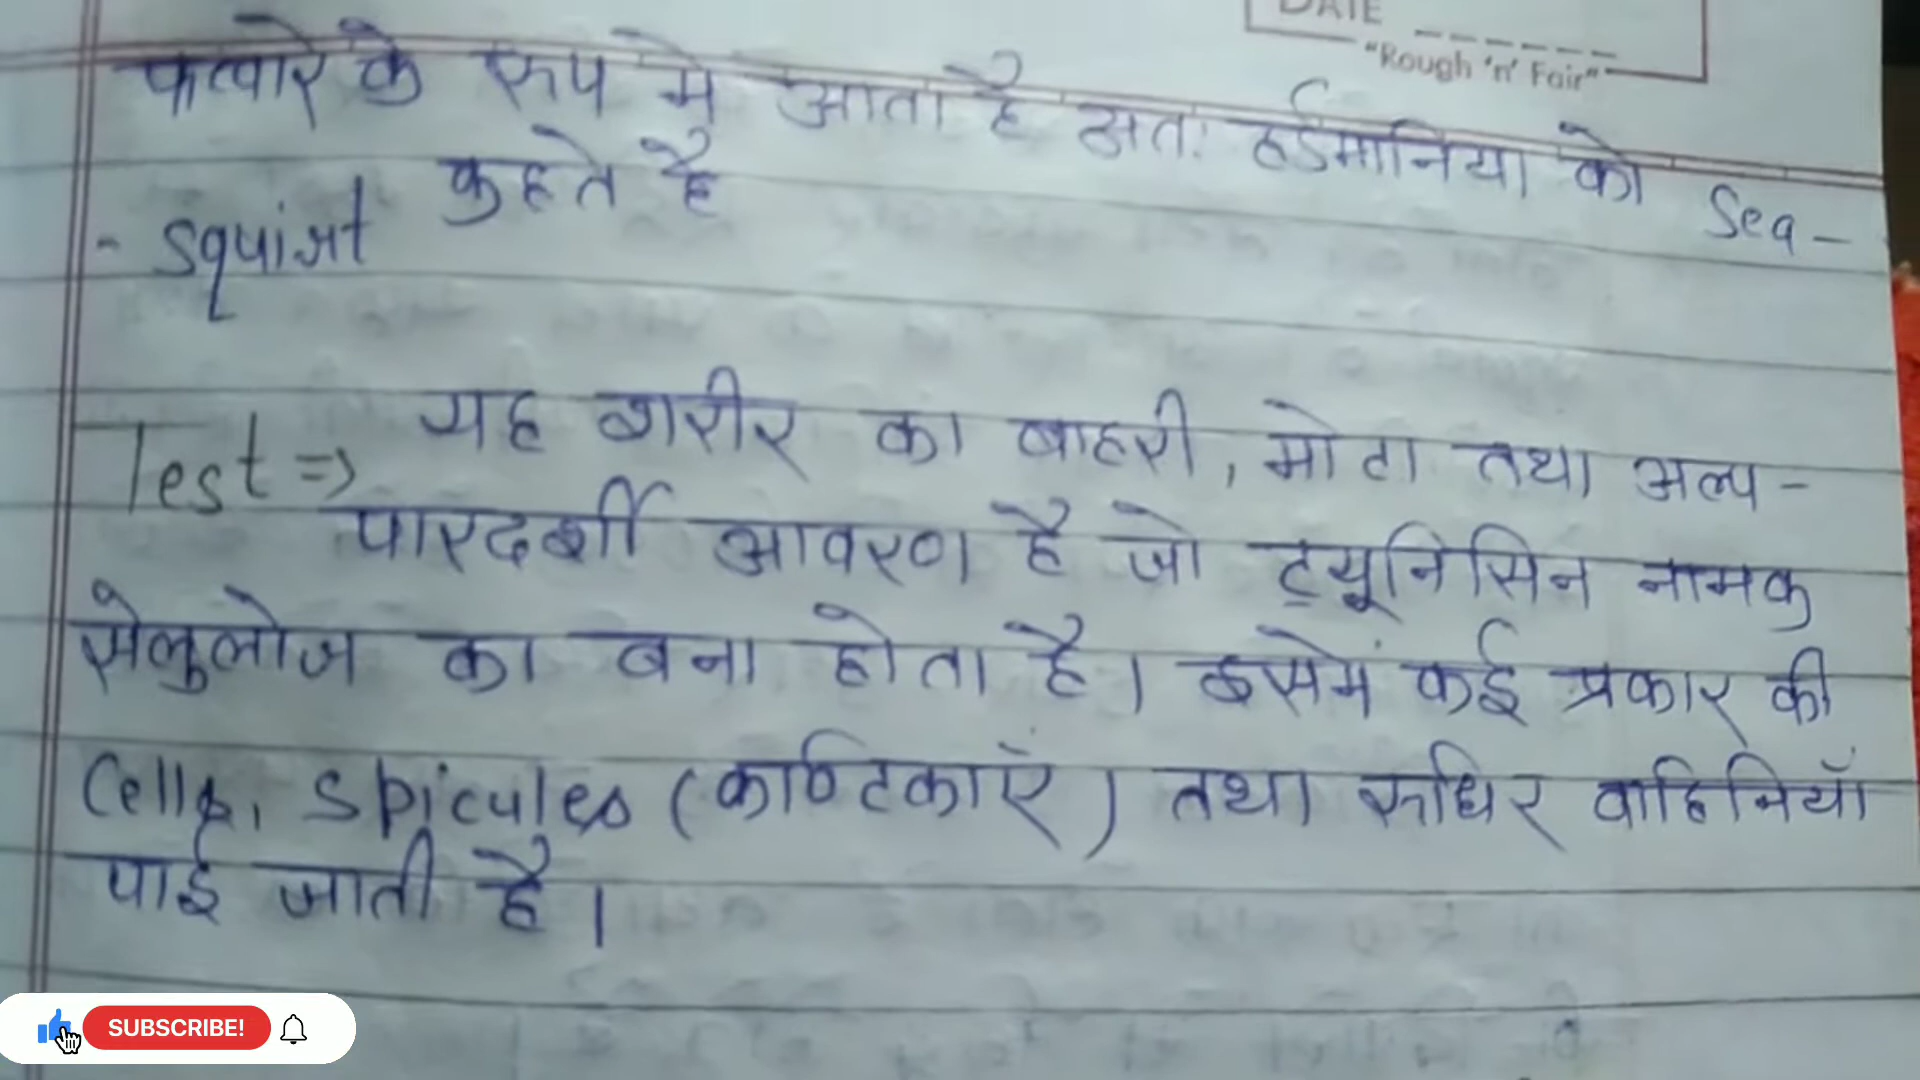 DATE
"Rough 'n' Fair"
फव्वारे के रूप मे आता है अतः हर्डमानिया को Sea-
- squirt कहते है
Test => यह शरीर का बाहरी, मोटा तथा अल्प-
पारदर्शी आवरण है जो ट्यूनिसिन नामक
सेलुलोज का बना होता है। इसमें कई प्रकार की
Cells, spicules (कण्टिकाएं) तथा रूधिर वाहिनियाँ
पाई जाती है।
SUBSCRIBE!